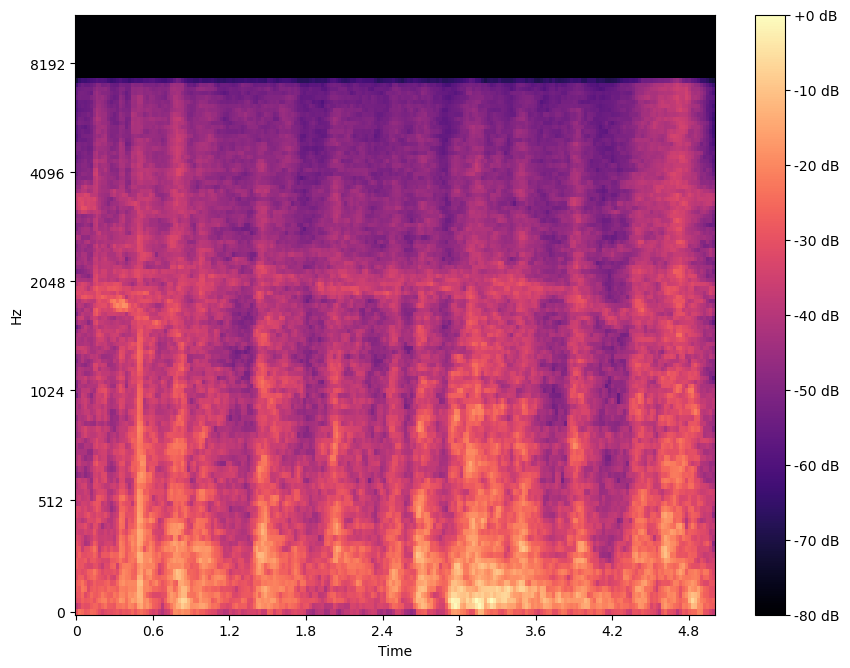 +0 dB
8192
-10 dB
4096
-20 dB
-30 dB
2048
Hz
-40 dB
1024
-50 dB
-60 dB
512
-70 dB
0
-80 dB
0 0.6 1.2 1.8 2.4 3 3.6 4.2 4.8
Time